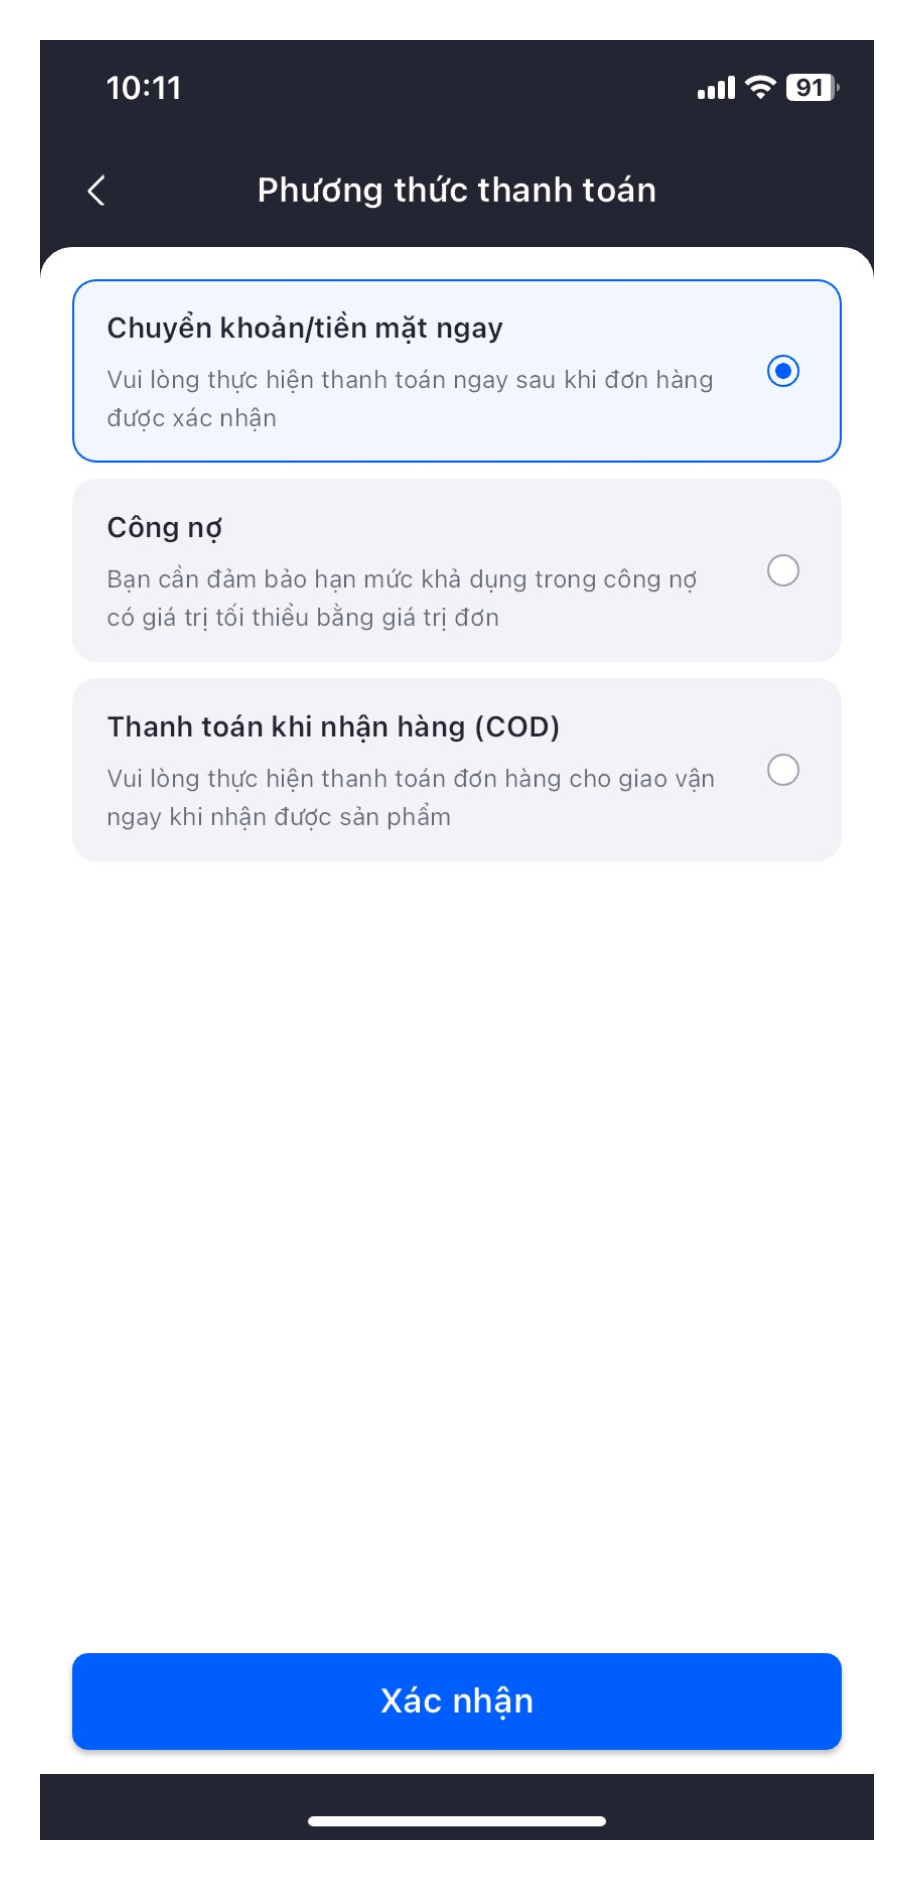 10:11
91
Phương thức thanh toán
Chuyển khoản/tiền mặt ngay
Vui lòng thực hiện thanh toán ngay sau khi đơn hàng
được xác nhận
Công nợ
Bạn cần đảm bảo hạn mức khả dụng trong công nợ
có giá trị tối thiểu bằng giá trị đơn
Thanh toán khi nhận hàng (COD)
Vui lòng thực hiện thanh toán đơn hàng cho giao vận
ngay khi nhận được sản phẩm
Xác nhận